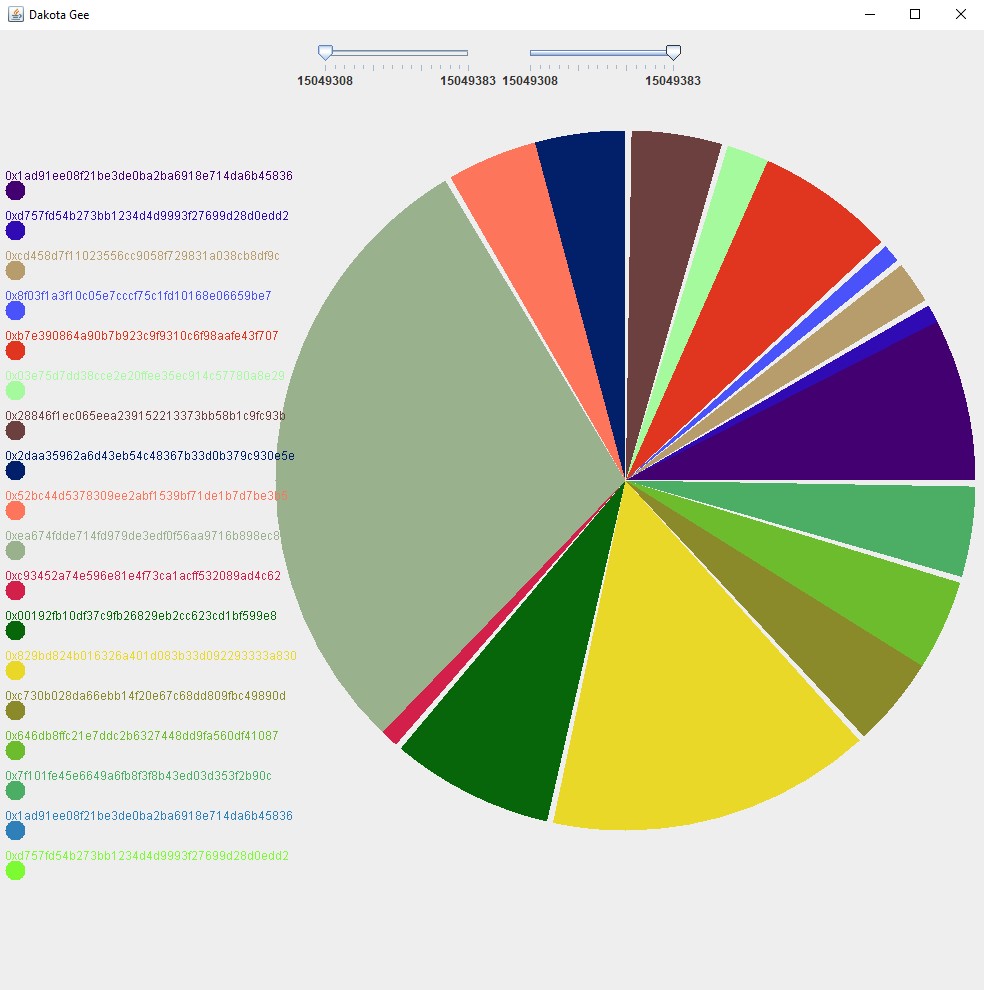 Dakota Gee
15049308 15049383 15049308 15049383
0x1ad91ee08f21be3de0ba2ba6918e714da6b45836
0xd757fd54b273bb1234d4d9993f27699d28d0edd2
0xcd458d7f11023556cc9058f729831a038cb8df9c
0x8f03f1a3f10c05e7cccf75c1fd10168e06659be7
0xb7e390864a90b7b923c9f9310c6f98aafe43f707
0x03e75d7dd38cce2e20ffee35ec914c57780a8e29
0x28846f1ec065eea239152213373bb58b1c9fc93b
0x2daa35962a6d43eb54c48367b33d0b379c930e5e
0x52bc44d5378309ee2abf1539bf71de1b7d7be3b5
0xea674fdde714fd979de3edf0f56aa9716b898ec8
0xc93452a74e596e81e4f73ca1acff532089ad4c62
0x00192fb10df37c9fb26829eb2cc623cd1bf599e8
0x829bd824b016326a401d083b33d092293333a830
0xc730b028da66ebb14f20e67c68dd809fbc49890d
0x646db8ffc21e7ddc2b6327448dd9fa560df41087
0x7f101fe45e6649a6fb8f3f8b43ed03d353f2b90c
0x1ad91ee08f21be3de0ba2ba6918e714da6b45836
0xd757fd54b273bb1234d4d9993f27699d28d0edd2